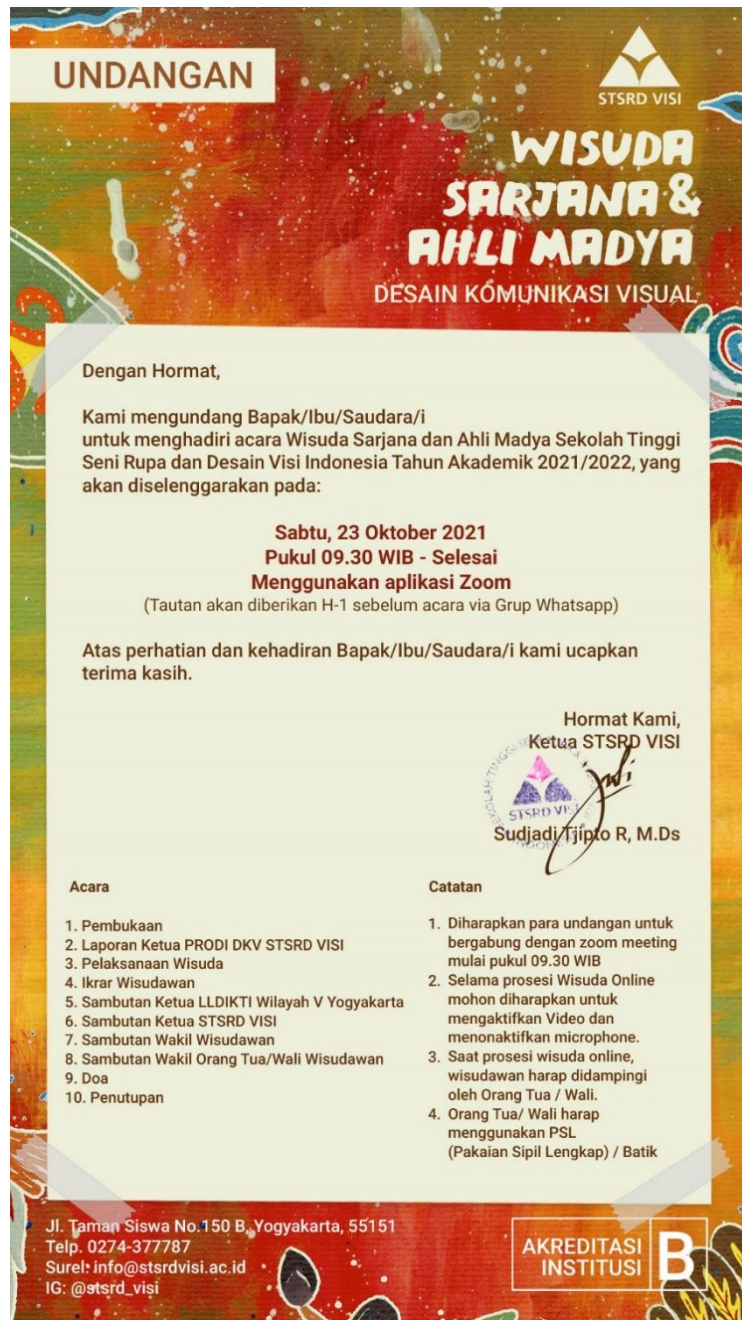 UNDANGAN
STSRD VISI
WISUDA
SARJANA &
AHLI MADYA
DESAIN KOMUNIKASI VISUAL
Dengan Hormat,
Kami mengundang Bapak/Ibu/Saudara/i
untuk menghadiri acara Wisuda Sarjana dan Ahli Madya Sekolah Tinggi
Seni Rupa dan Desain Visi Indonesia Tahun Akademik 2021/2022, yang
akan diselenggarakan pada:
Sabtu, 23 Oktober 2021
Pukul 09.30 WIB - Selesai
Menggunakan aplikasi Zoom
(Tautan akan diberikan H-1 sebelum acara via Grup Whatsapp)
Atas perhatian dan kehadiran Bapak/Ibu/Saudara/i kami ucapkan
terima kasih.
Hormat Kami,
Ketua STSRD VISI
SEKOLAH TINGGI
STSRD VISI
INDONESIA
Sudjadi Tjipto R, M.Ds
Acara
1. Pembukaan
2. Laporan Ketua PRODI DKV STSRD VISI
3. Pelaksanaan Wisuda
4. Ikrar Wisudawan
5. Sambutan Ketua LLDIKTI Wilayah V Yogyakarta
6. Sambutan Ketua STSRD VISI
7. Sambutan Wakil Wisudawan
8. Sambutan Wakil Orang Tua/Wali Wisudawan
9. Doa
10. Penutupan
Catatan
1. Diharapkan para undangan untuk
bergabung dengan zoom meeting
mulai pukul 09.30 WIB
2. Selama prosesi Wisuda Online
mohon diharapkan untuk
mengaktifkan Video dan
menonaktifkan microphone.
3. Saat prosesi wisuda online,
wisudawan harap didampingi
oleh Orang Tua / Wali.
4. Orang Tua/ Wali harap
menggunakan PSL
(Pakaian Sipil Lengkap) / Batik
Jl. Taman Siswa No.150 B, Yogyakarta, 55151
Telp. 0274-377787
Surel: info@stsrdvisi.ac.id
IG: @stsrd_visi
AKREDITASI
INSTITUSI
B